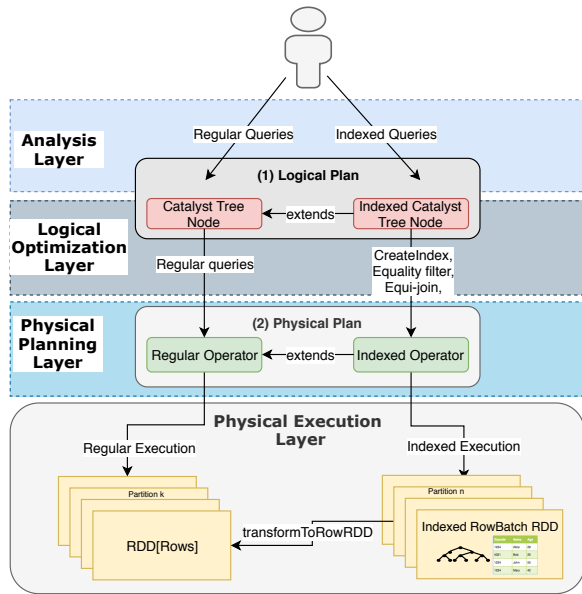 Regular Queries
Indexed Queries
Analysis
Layer
(1) Logical Plan
Catalyst Tree
Node
extends
Indexed Catalyst
Tree Node
Logical
Optimization
Layer
Regular queries
CreateIndex,
Equality filter,
Equi-join,
Physical
Planning
Layer
(2) Physical Plan
Regular Operator
extends
Indexed Operator
Physical Execution
Layer
Regular Execution
Indexed Execution
Partition k
RDD[Rows]
transformToRowRDD
Partition n
Indexed RowBatch RDD